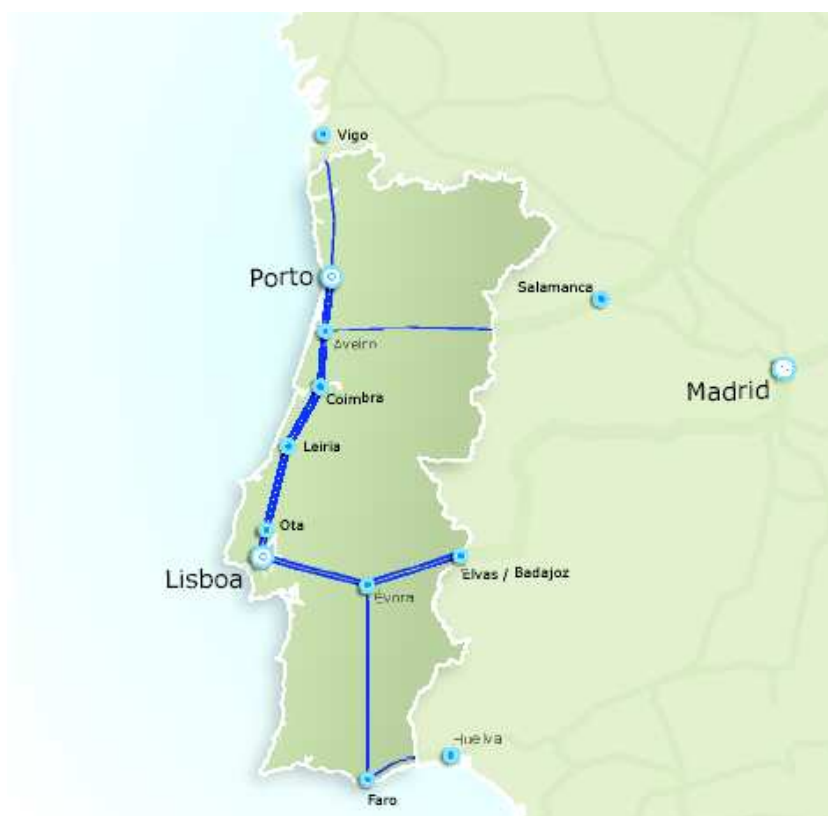 Vigo
Porto
Salamanca
Aveiro
Madrid
Coimbra
Leiria
Ota
Lisboa
Elvas / Badajoz
Évora
Huelva
Faro